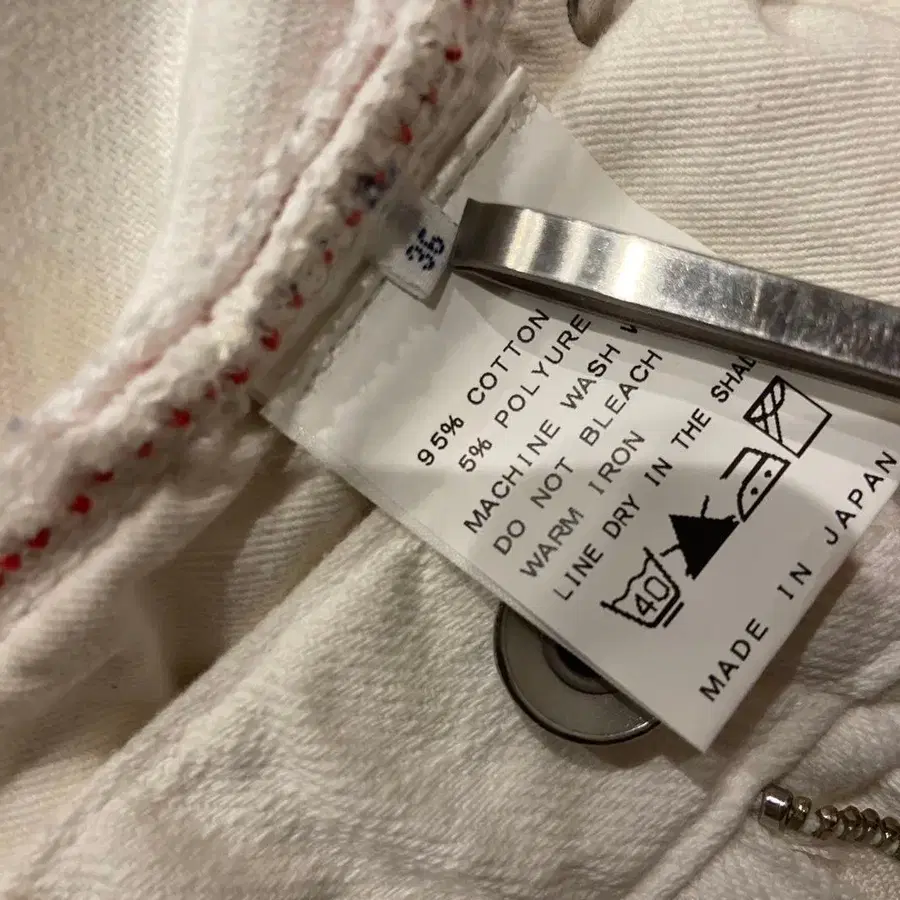 36
95% COTTON
5% POLYURE
MACHINE WASH
DO NOT BLEACH
WARM IRON
LINE DRY IN THE SHAD
40
MADE IN JAPAN